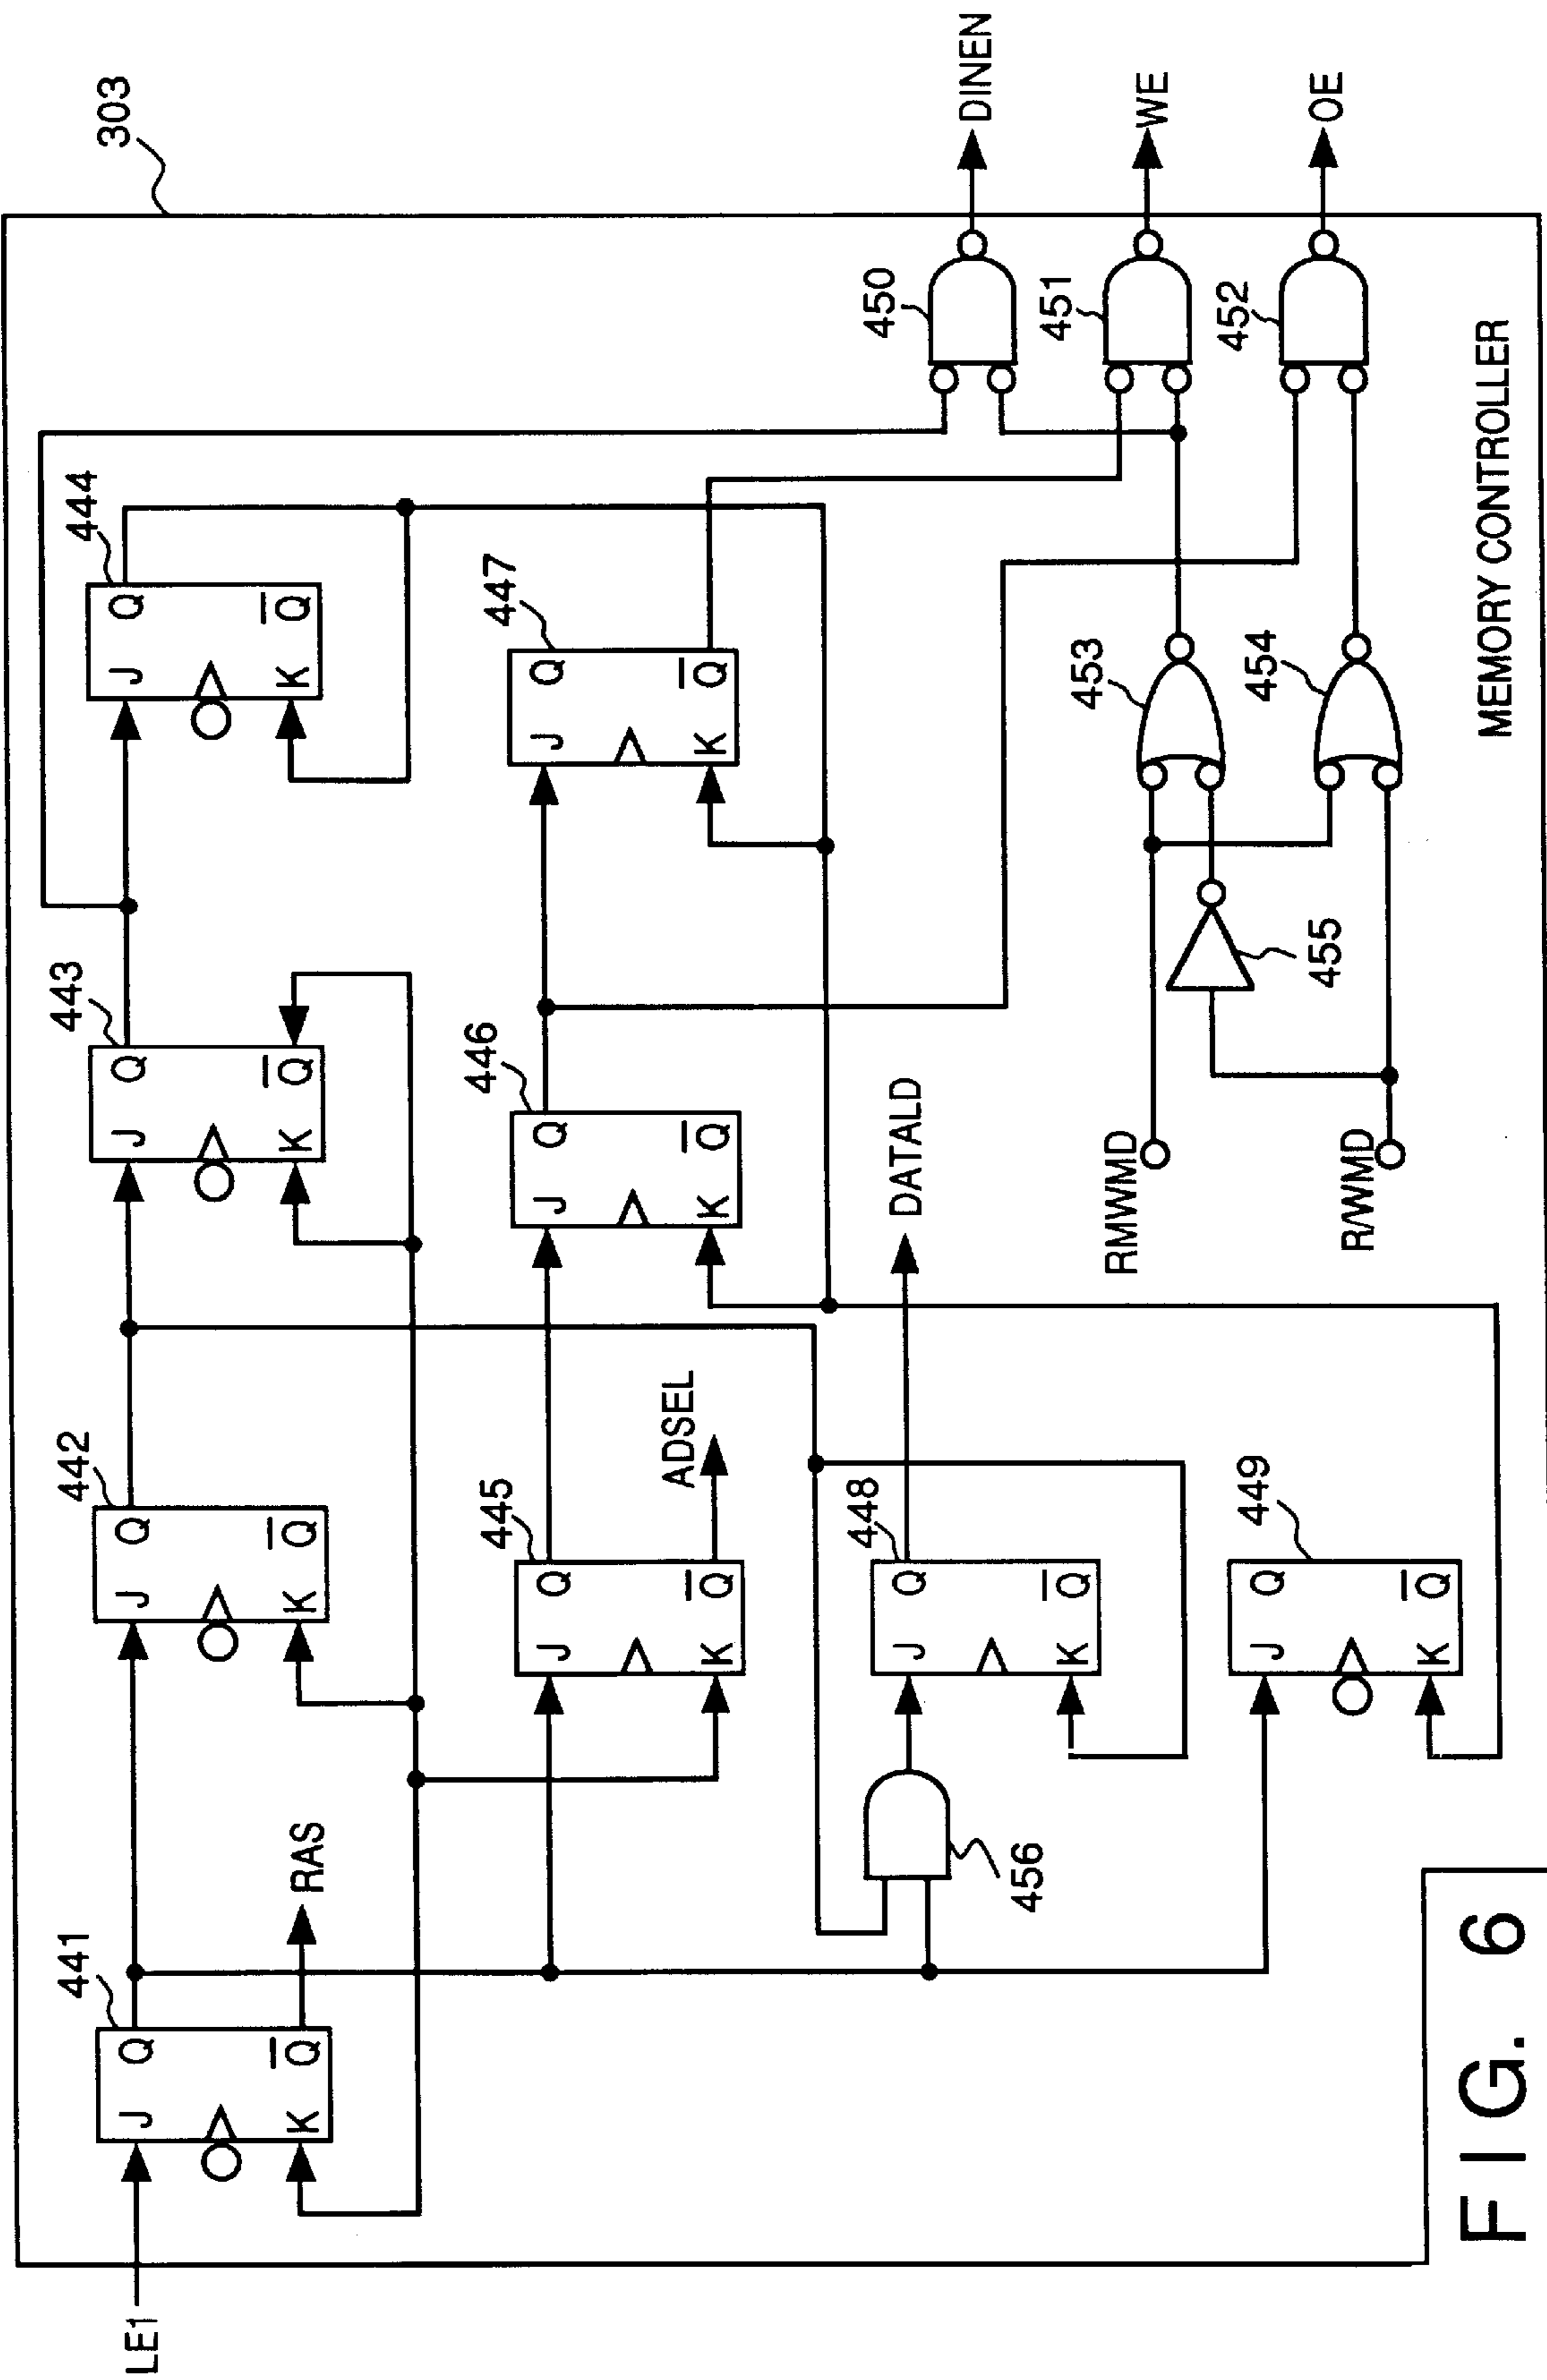 303
LE1
441
J Q
K Q̅
RAS
442
J Q
K Q̅
443
J Q
K Q̅
444
J Q
K Q̅
445
J Q
K Q̅
ADSEL
446
J Q
K Q̅
447
J Q
K Q̅
448
J Q
K Q̅
DATALD
449
J Q
K Q̅
456
RMWMD
R/WMD
455
453
454
450
451
452
DINEN
WE
OE
MEMORY CONTROLLER
FIG. 6